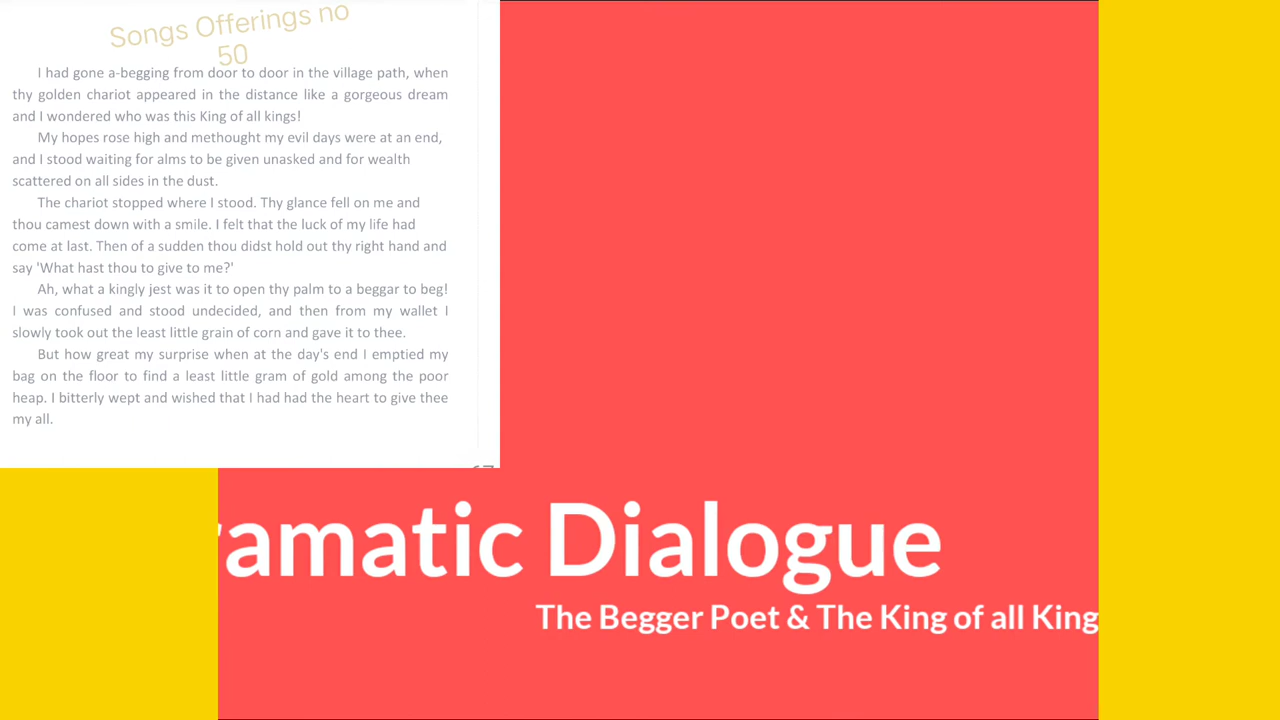 Songs Offerings no
50
I had gone a-begging from door to door in the village path, when
thy golden chariot appeared in the distance like a gorgeous dream
and I wondered who was this King of all kings!
My hopes rose high and methought my evil days were at an end,
and I stood waiting for alms to be given unasked and for wealth
scattered on all sides in the dust.
The chariot stopped where I stood. Thy glance fell on me and
thou camest down with a smile. I felt that the luck of my life had
come at last. Then of a sudden thou didst hold out thy right hand and
say 'What hast thou to give to me?'
Ah, what a kingly jest was it to open thy palm to a beggar to beg!
I was confused and stood undecided, and then from my wallet I
slowly took out the least little grain of corn and gave it to thee.
But how great my surprise when at the day's end I emptied my
bag on the floor to find a least little gram of gold among the poor
heap. I bitterly wept and wished that I had had the heart to give thee
my all.
ramatic Dialogue
The Begger Poet & The King of all King